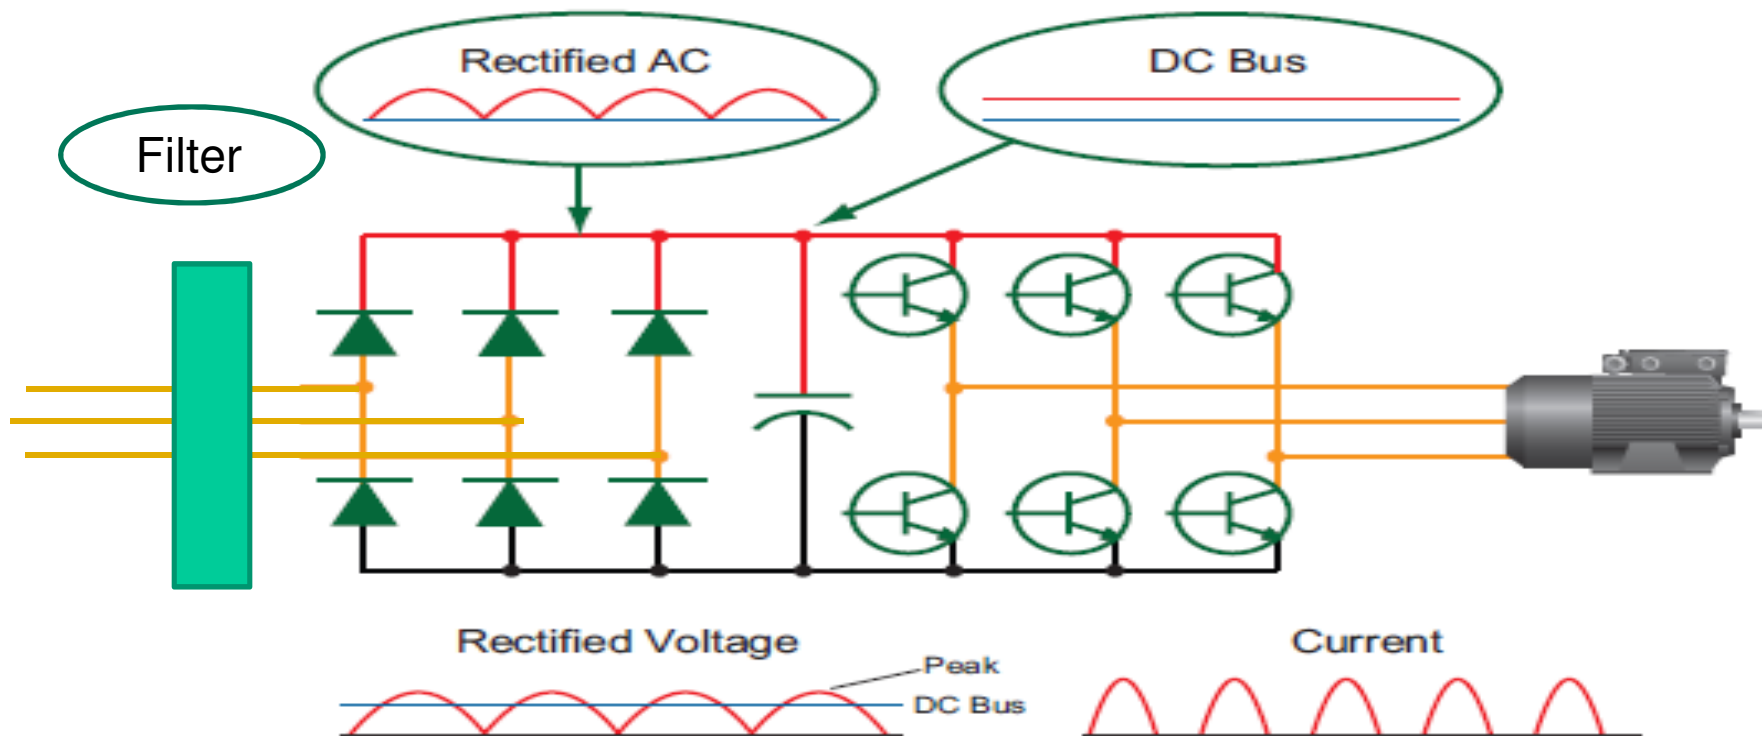 Rectified AC
DC Bus
Filter
Rectified Voltage
Peak
DC Bus
Current